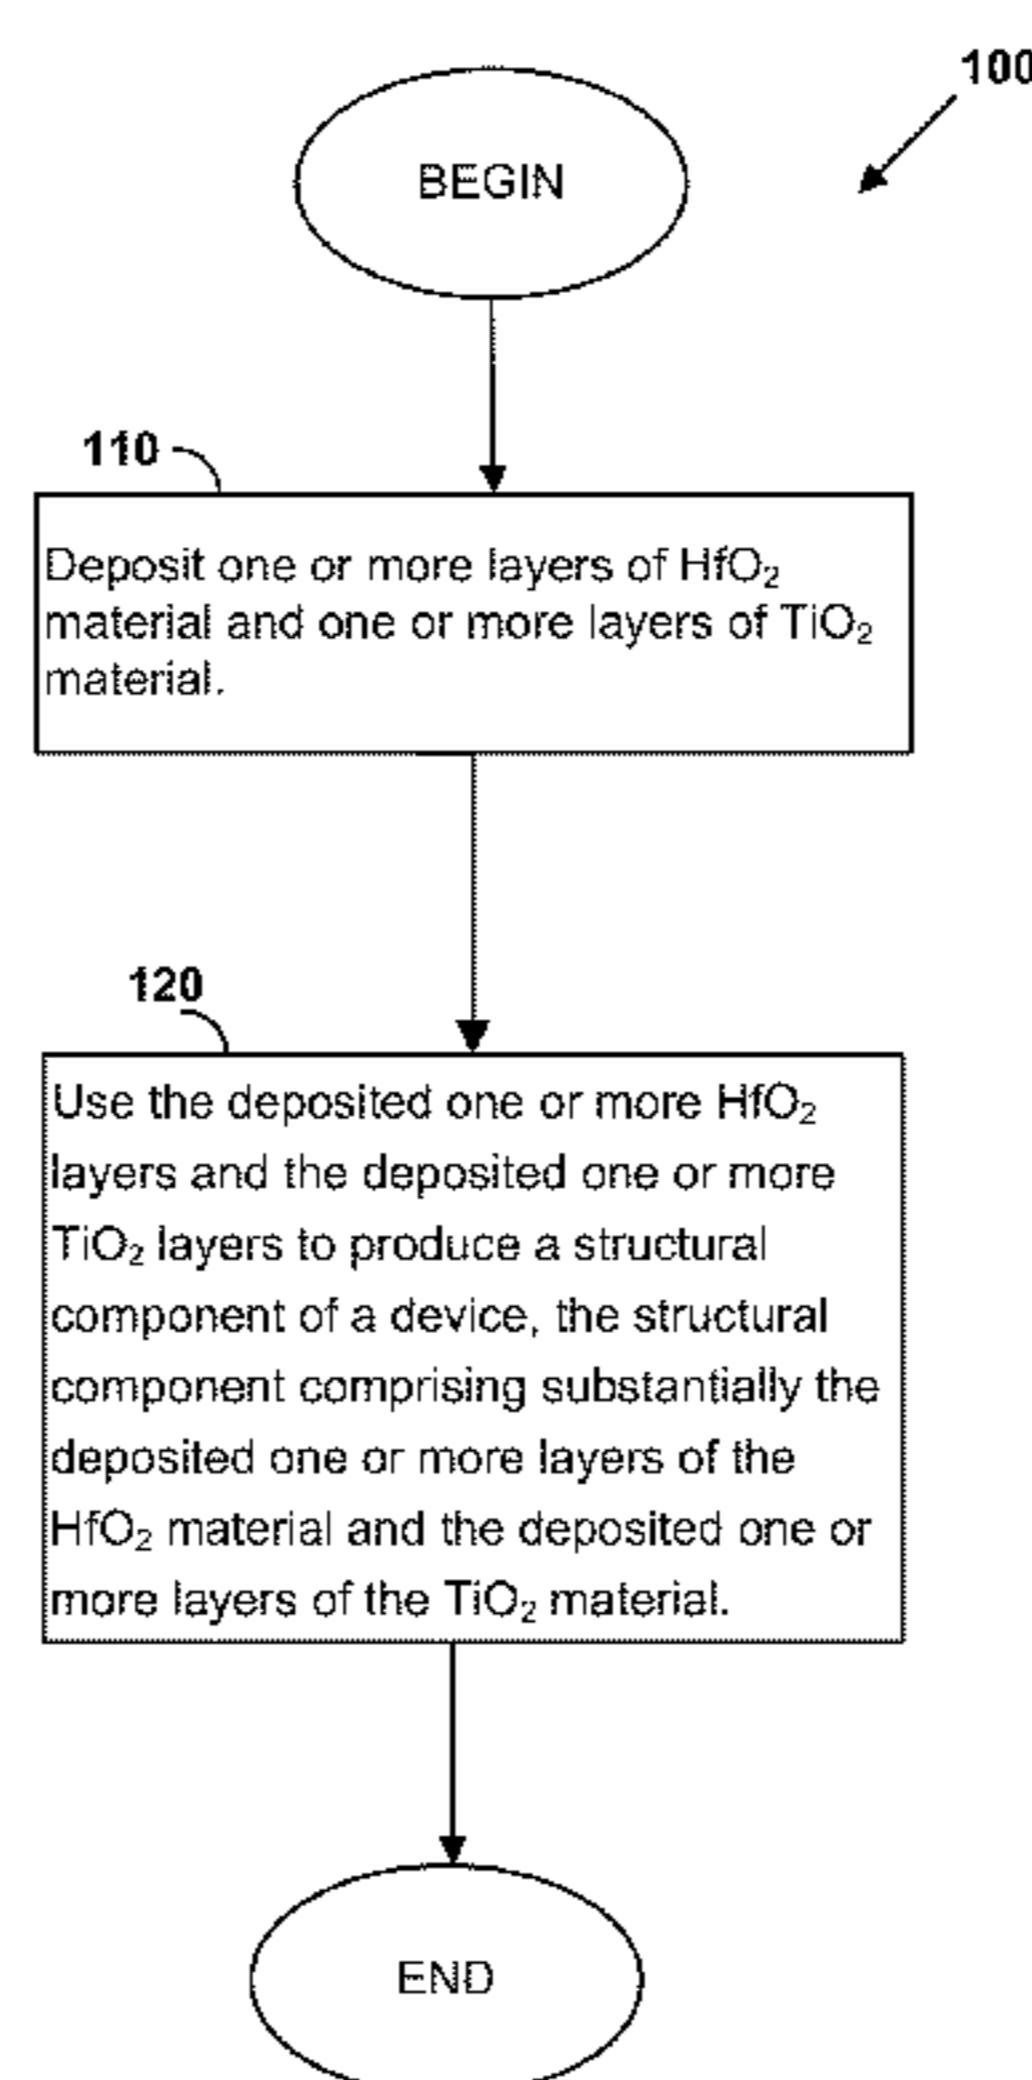 100
BEGIN
110
Deposit one or more layers of HfO₂
material and one or more layers of TiO₂
material.
120
Use the deposited one or more HfO₂
layers and the deposited one or more
TiO₂ layers to produce a structural
component of a device, the structural
component comprising substantially the
deposited one or more layers of the
HfO₂ material and the deposited one or
more layers of the TiO₂ material.
END